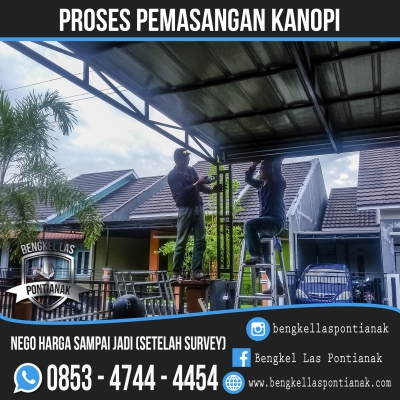 PROSES PEMASANGAN KANOPI
BENGKEL LAS
PONTIANAK
NEGO HARGA SAMPAI JADI (SETELAH SURVEY)
0853 - 4744 - 4454
bengkellaspontianak
Bengkel Las Pontianak
www.bengkellaspontianak.com